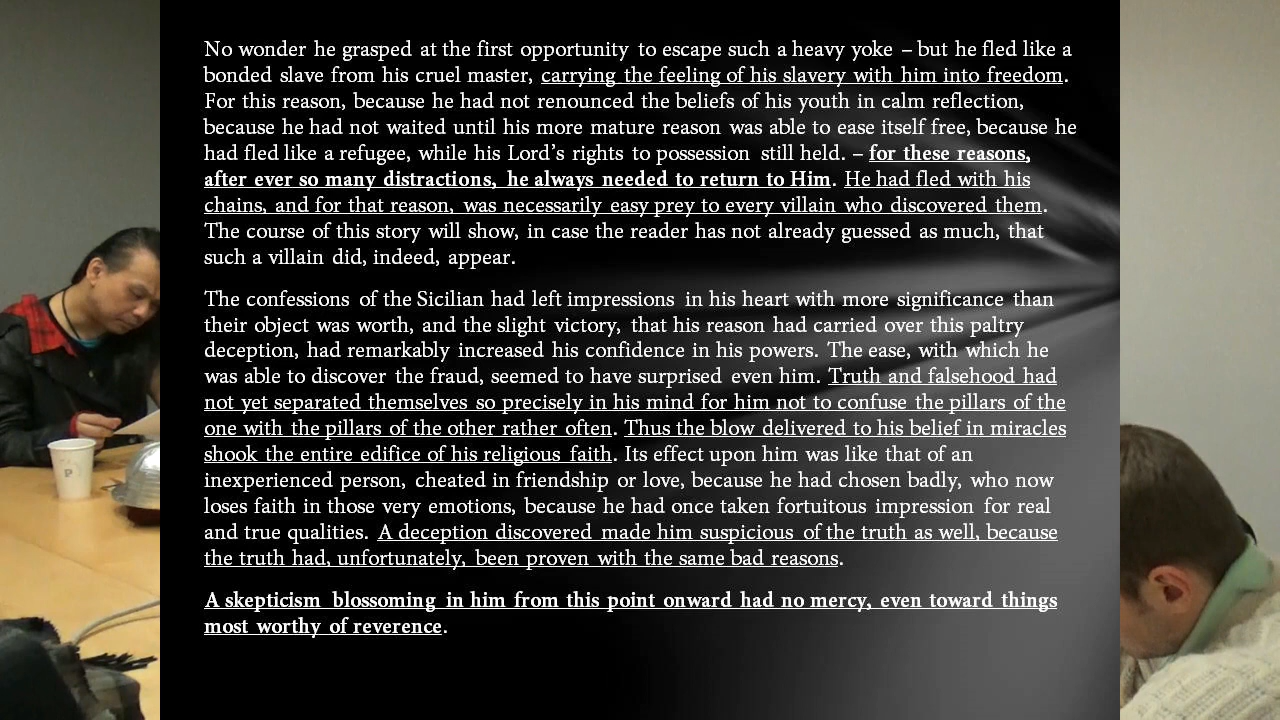 No wonder he grasped at the first opportunity to escape such a heavy yoke – but he fled like a
bonded slave from his cruel master, carrying the feeling of his slavery with him into freedom.
For this reason, because he had not renounced the beliefs of his youth in calm reflection,
because he had not waited until his more mature reason was able to ease itself free, because he
had fled like a refugee, while his Lord’s rights to possession still held. – for these reasons,
after ever so many distractions, he always needed to return to Him. He had fled with his
chains, and for that reason, was necessarily easy prey to every villain who discovered them.
The course of this story will show, in case the reader has not already guessed as much, that
such a villain did, indeed, appear.
The confessions of the Sicilian had left impressions in his heart with more significance than
their object was worth, and the slight victory, that his reason had carried over this paltry
deception, had remarkably increased his confidence in his powers. The ease, with which he
was able to discover the fraud, seemed to have surprised even him. Truth and falsehood had
not yet separated themselves so precisely in his mind for him not to confuse the pillars of the
one with the pillars of the other rather often. Thus the blow delivered to his belief in miracles
shook the entire edifice of his religious faith. Its effect upon him was like that of an
inexperienced person, cheated in friendship or love, because he had chosen badly, who now
loses faith in those very emotions, because he had once taken fortuitous impression for real
and true qualities. A deception discovered made him suspicious of the truth as well, because
the truth had, unfortunately, been proven with the same bad reasons.
A skepticism blossoming in him from this point onward had no mercy, even toward things
most worthy of reverence.
P